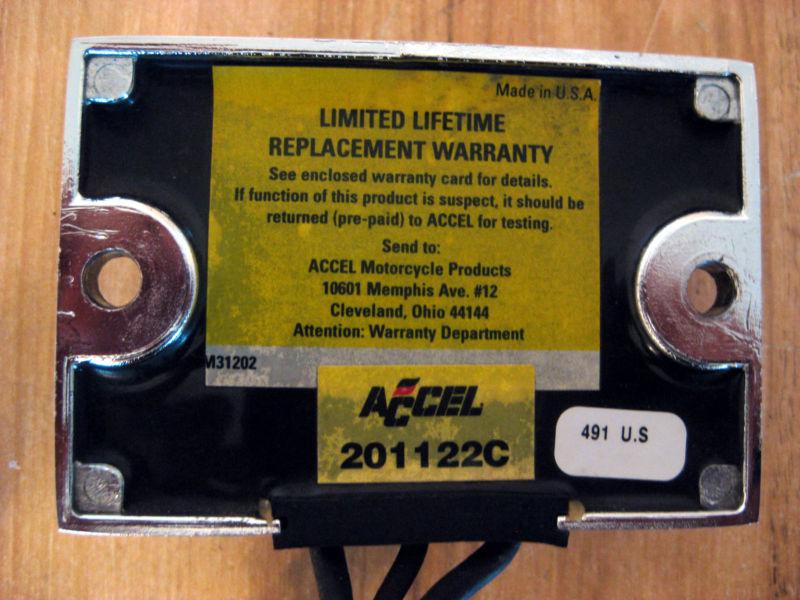 Made in U.S.A.
LIMITED LIFETIME
REPLACEMENT WARRANTY
See enclosed warranty card for details.
If function of this product is suspect, it should be
returned (pre-paid) to ACCEL for testing.
Send to:
ACCEL Motorcycle Products
10601 Memphis Ave. #12
Cleveland, Ohio 44144
Attention: Warranty Department
M31202
ACCEL
201122C
491 U.S